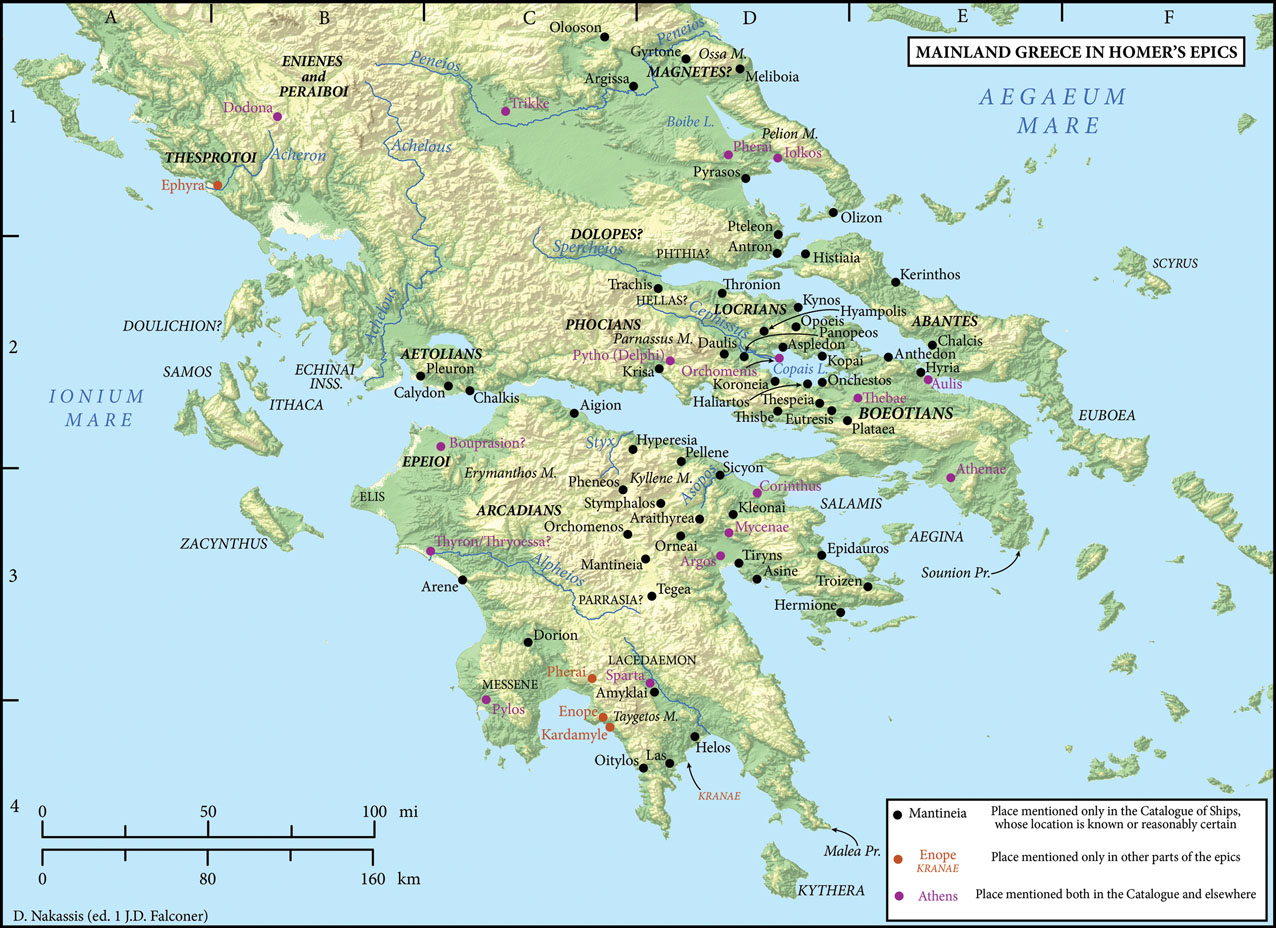 A
B
C
D
E
F
MAINLAND GREECE IN HOMER'S EPICS
Olooson
Peneios
Gyrtone
Ossa M.
ENIENES
and
PERAIBOI
Peneios
MAGNETES?
Argissa
Meliboia
AEGAEUM
MARE
1
Dodona
Trikke
Boibe L.
Pelion M.
THESPROTOI
Acheron
Achelous
Pherai
Iolkos
Ephyra
Pyrasos
Olizon
Pteleon
DOLOPES?
Spercheios
PHTHIA?
Antron
Histiaia
SCYRUS
Kerinthos
Trachis
Thronion
HELLAS?
Kynos
Achelous
Cephissus
LOCRIANS
Hyampolis
DOULICHION?
PHOCIANS
Opoeis
ABANTES
Parnassus M.
Panopeos
2
AETOLIANS
Daulis
Aspledon
Chalcis
Pytho (Delphi)
Kopai
Anthedon
SAMOS
ECHINAI
INSS.
Pleuron
Krisa
Orchomenis
Copais L.
Hyria
Aulis
IONIUM
MARE
ITHACA
Calydon
Chalkis
Koroneia
Onchestos
Haliartos
Thespeia
Thebae
Aigion
Thisbe
Eutresis
BOEOTIANS
EUBOEA
Plataea
Bouprasion?
Styx
Hyperesia
EPEIOI
Pellene
Erymanthos M.
Kyllene M.
Sicyon
Athenae
Pheneos
Asopos
Corinthus
ELIS
Stymphalos
SALAMIS
ARCADIANS
Kleonai
Araithyrea
Orchomenos
Mycenae
ZACYNTHUS
Thyron/Thryoessa?
Orneai
AEGINA
Alpheios
Tiryns
Epidauros
Mantineia
Argos
Asine
Sounion Pr.
3
Arene
Troizen
Tegea
PARRASIA?
Hermione
Dorion
LACEDAEMON
Pherai
Sparta
MESSENE
Amyklai
Pylos
Enope
Taygetos M.
Kardamyle
Helos
Oitylos
Las
KRANAE
4
0
50
100
mi
0
80
160
km
Malea Pr.
KYTHERA
Mantineia
Place mentioned only in the Catalogue of Ships,
whose location is known or reasonably certain
Enope
KRANAE
Place mentioned only in other parts of the epics
Athens
Place mentioned both in the Catalogue and elsewhere
D. Nakassis (ed. 1 J.D. Falconer)